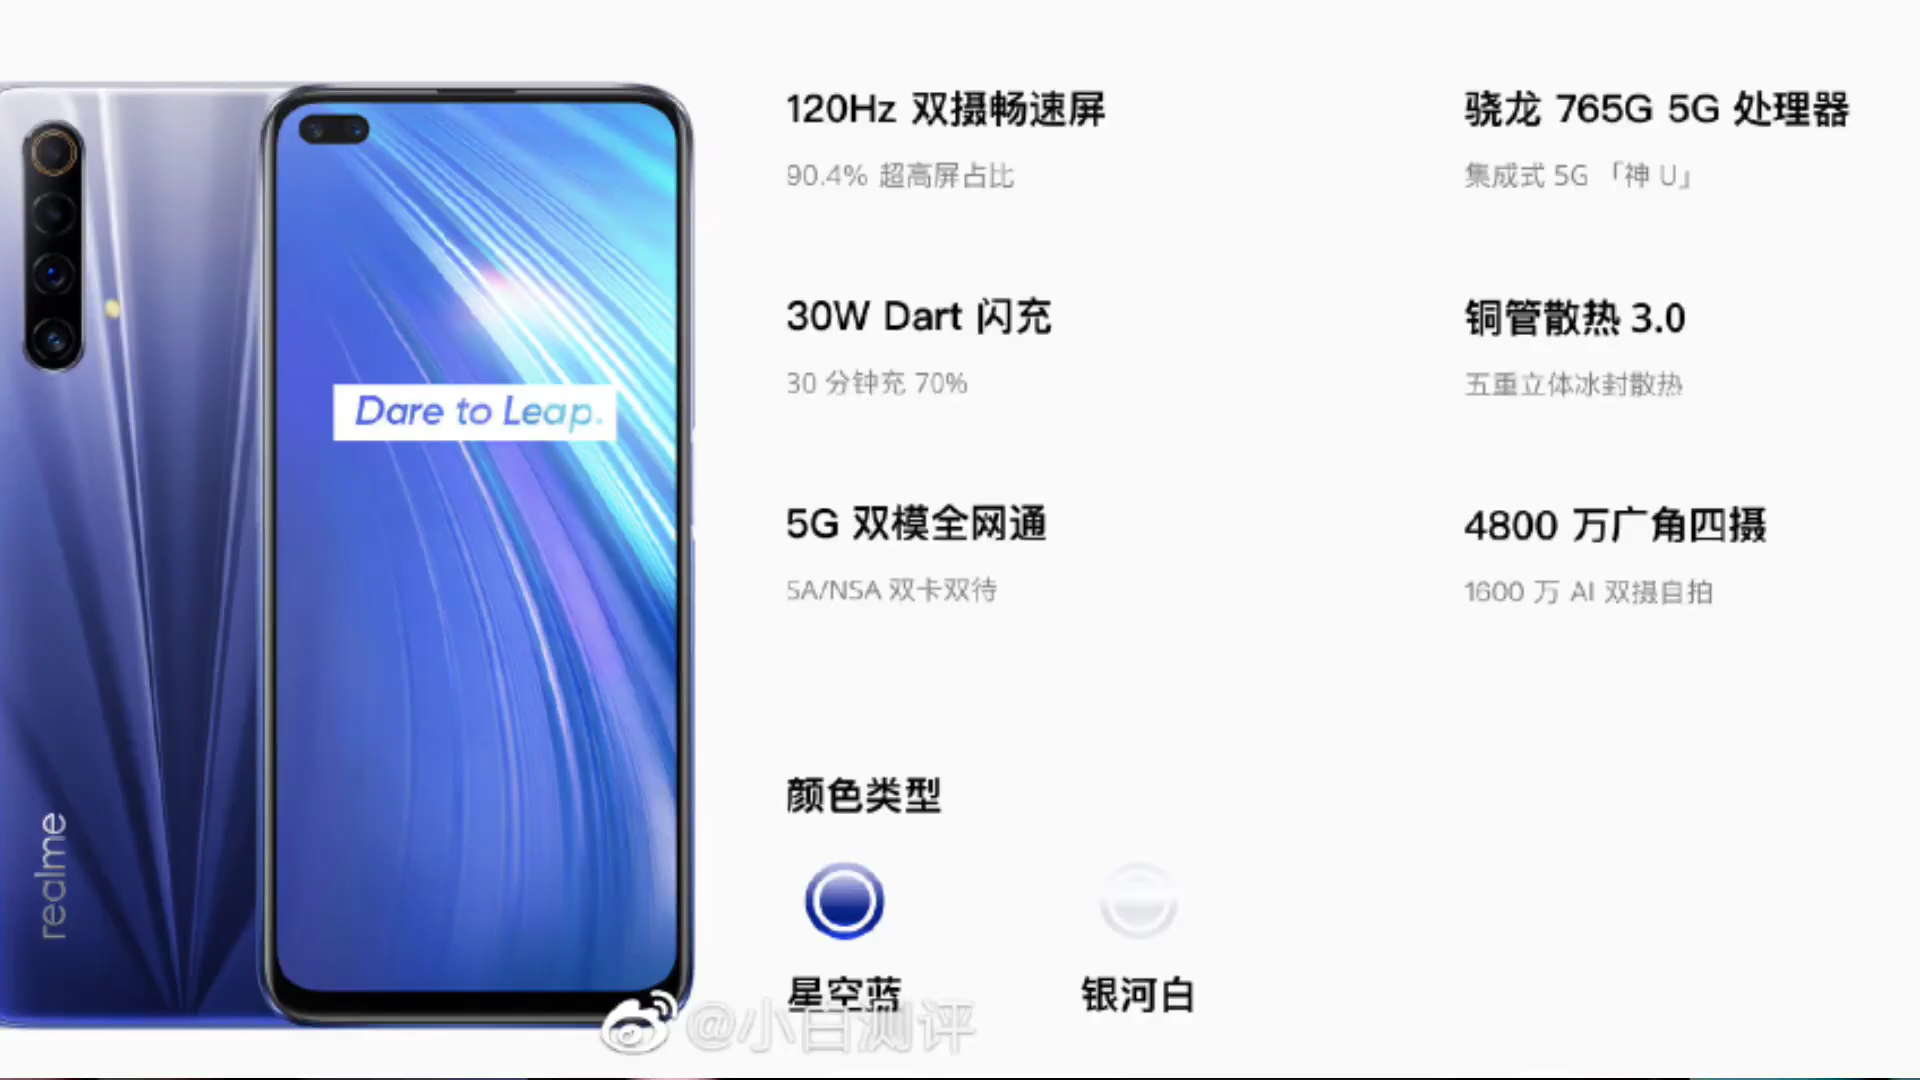 120Hz 双摄畅速屏
90.4% 超高屏占比
骁龙 765G 5G 处理器
集成式 5G 「神 U」
30W Dart 闪充
30 分钟充 70%
铜管散热 3.0
五重立体冰封散热
5G 双模全网通
SA/NSA 双卡双待
4800 万广角四摄
1600 万 AI 双摄自拍
Dare to Leap.
realme
颜色类型
星空蓝
银河白
@小白测评